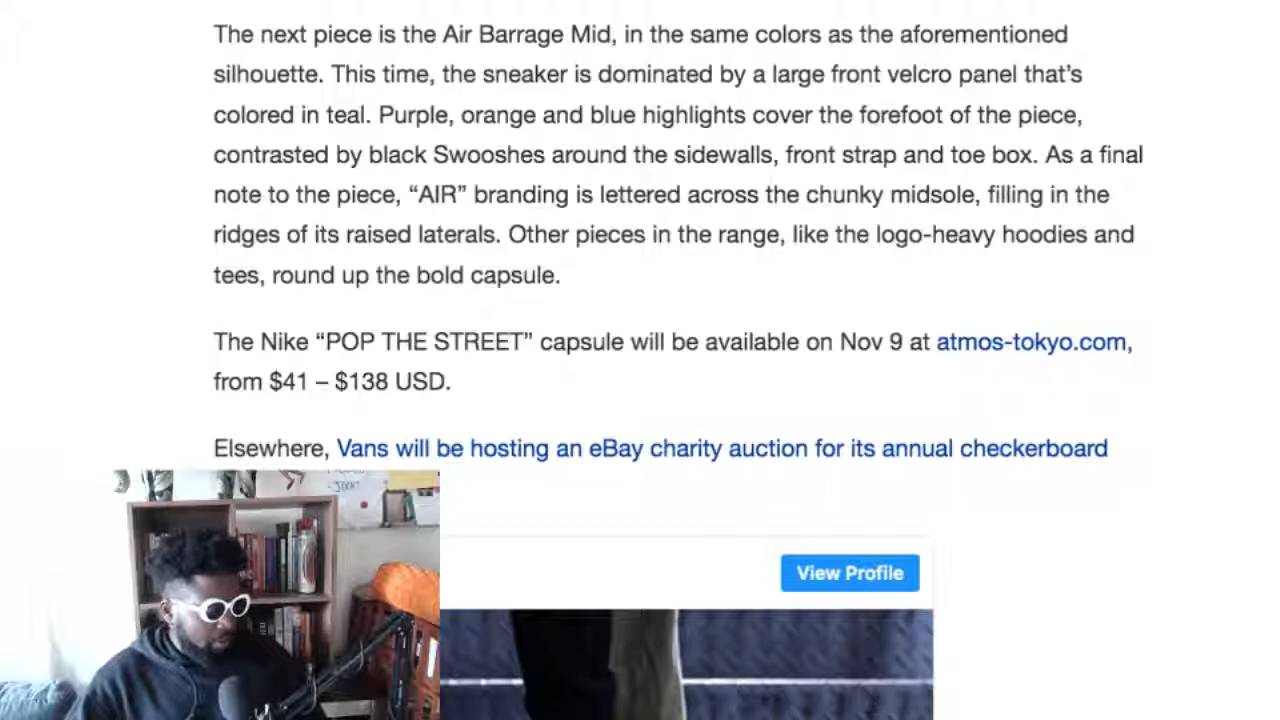 The next piece is the Air Barrage Mid, in the same colors as the aforementioned
silhouette. This time, the sneaker is dominated by a large front velcro panel that’s
colored in teal. Purple, orange and blue highlights cover the forefoot of the piece,
contrasted by black Swooshes around the sidewalls, front strap and toe box. As a final
note to the piece, “AIR” branding is lettered across the chunky midsole, filling in the
ridges of its raised laterals. Other pieces in the range, like the logo-heavy hoodies and
tees, round up the bold capsule.
The Nike “POP THE STREET” capsule will be available on Nov 9 at atmos-tokyo.com,
from $41 – $138 USD.
Elsewhere, Vans will be hosting an eBay charity auction for its annual checkerboard
View Profile